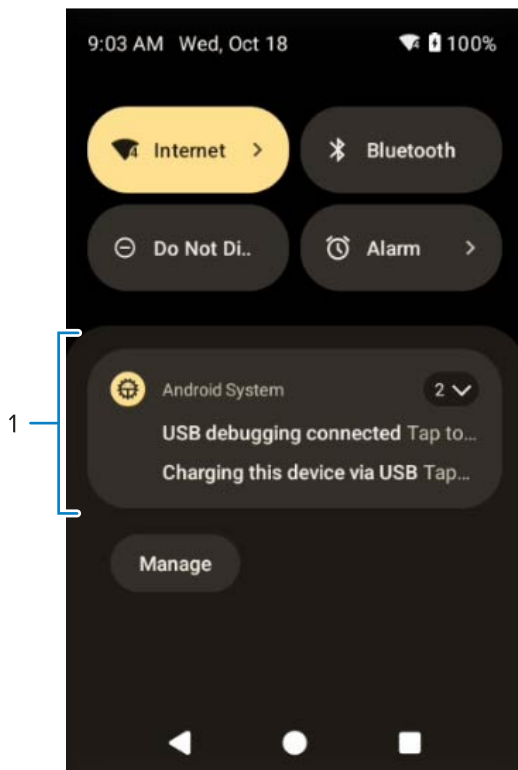 9:03 AM Wed, Oct 18 100%
Internet Bluetooth
Do Not Di.. Alarm
1
Android System 2
USB debugging connected Tap to...
Charging this device via USB Tap...
Manage